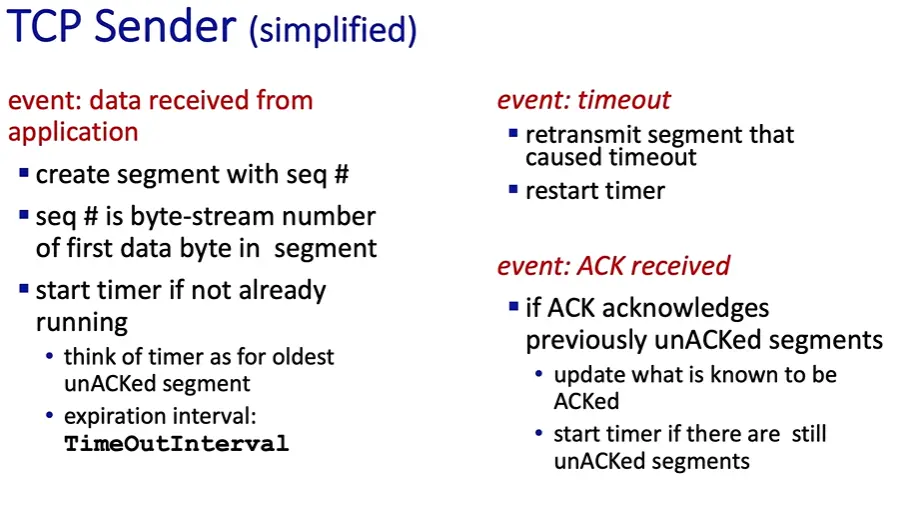 TCP Sender (simplified)
event: data received from
application
▪ create segment with seq #
▪ seq # is byte-stream number
of first data byte in segment
▪ start timer if not already
running
• think of timer as for oldest
unACKed segment
• expiration interval:
TimeOutInterval
event: timeout
▪ retransmit segment that
caused timeout
▪ restart timer
event: ACK received
▪ if ACK acknowledges
previously unACKed segments
• update what is known to be
ACKed
• start timer if there are still
unACKed segments